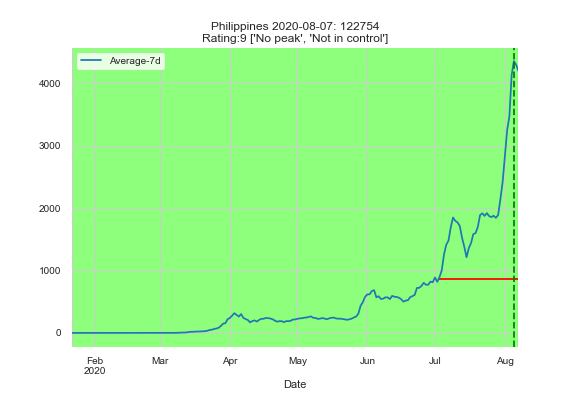 Philippines 2020-08-07: 122754
Rating:9 ['No peak', 'Not in control']
Average-7d
4000
3000
2000
1000
0
Feb
2020
Mar
Apr
May
Jun
Jul
Aug
Date